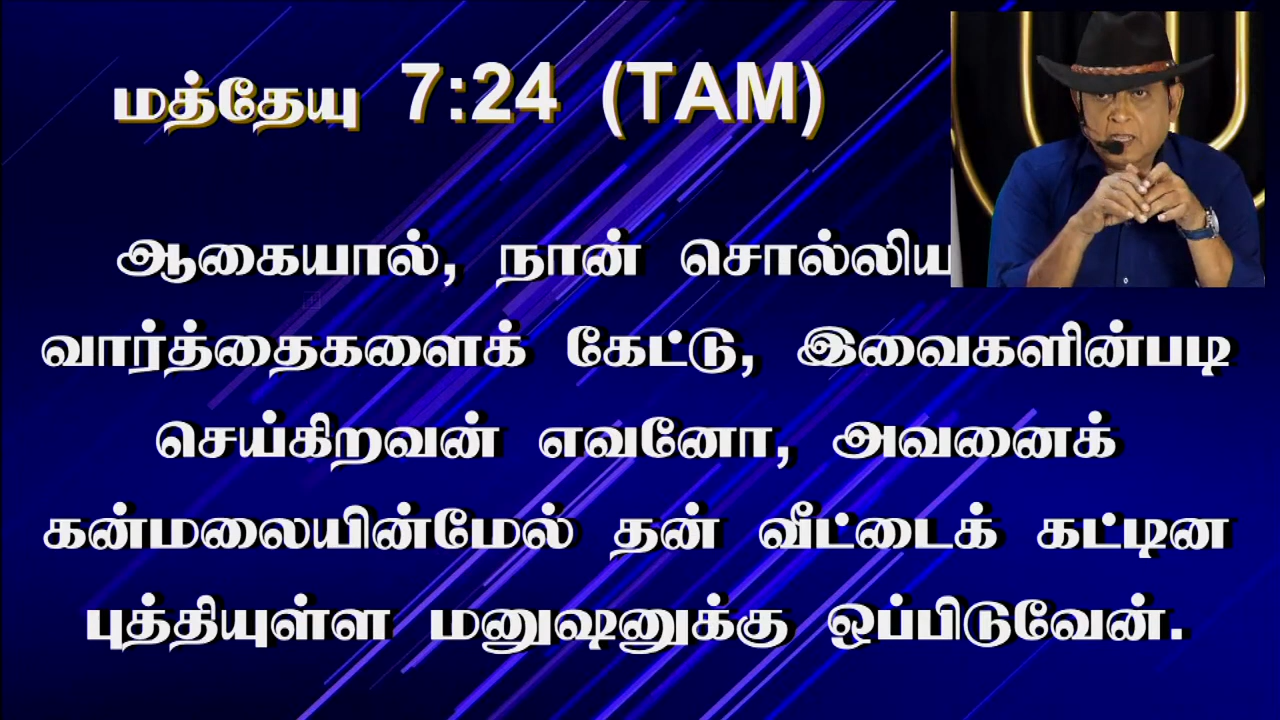 மத்தேயு 7:24 (TAM)
ஆகையால், நான் சொல்லிய
வார்த்தைகளைக் கேட்டு, இவைகளின்படி
செய்கிறவன் எவனோ, அவனைக்
கன்மலையின்மேல் தன் வீட்டைக் கட்டின
புத்தியுள்ள மனுஷனுக்கு ஒப்பிடுவேன்.